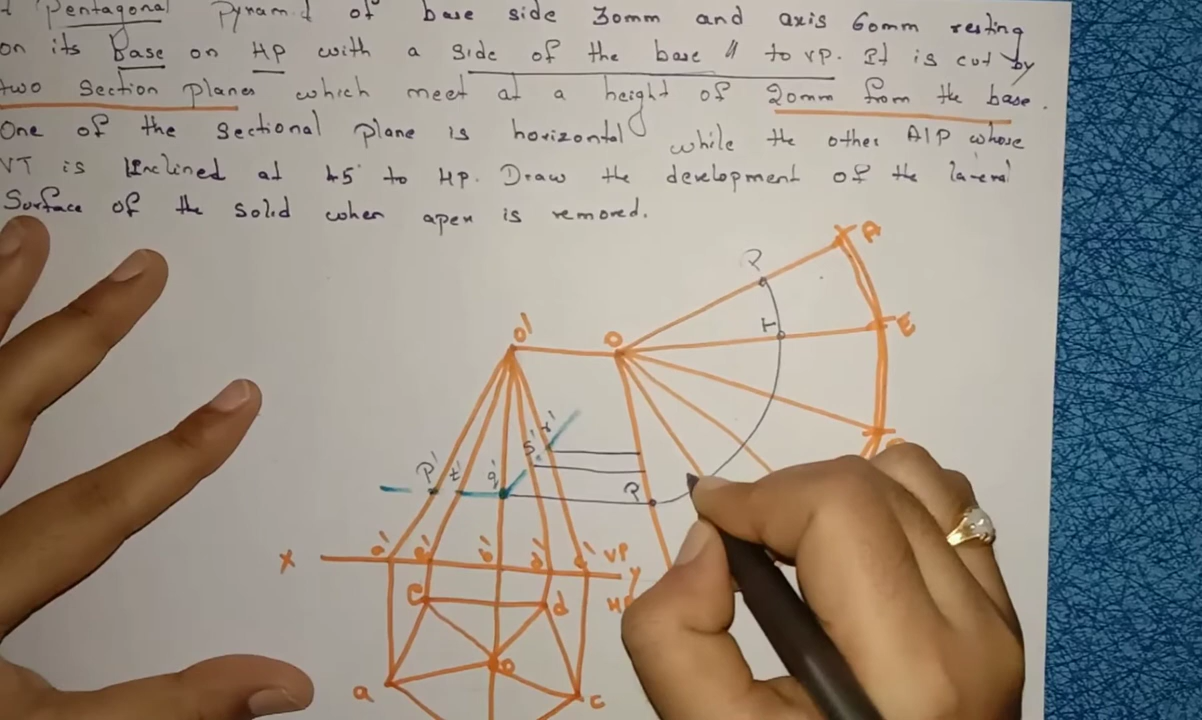 Pentagonal Pyramid of base side 30mm and axis 60mm resting
on its Base on HP with a side of the base || to VP. It is cut by
two Section planes which meet at a height of 20mm from the base.
One of the sectional plane is horizontal while the other AIP whose
VT is Inclined at 45° to HP. Draw the development of the lateral
Surface of the solid when apex is removed.
A
P
O' O T E
r'
s'
P' t' q' P
a' e' b' d' c' VP
X Y
e d
o
a c